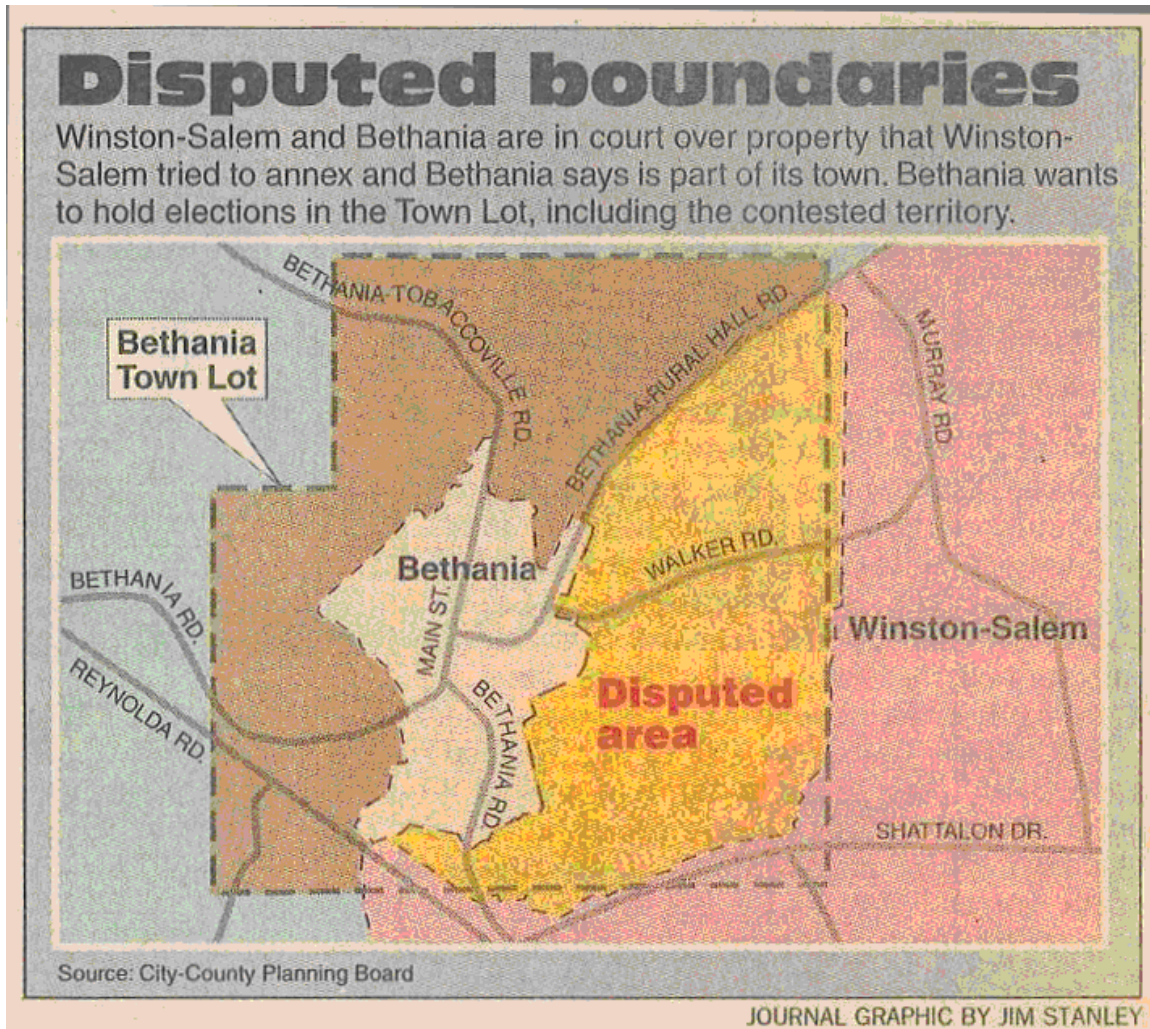 Disputed boundaries
Winston-Salem and Bethania are in court over property that Winston-
Salem tried to annex and Bethania says is part of its town. Bethania wants
to hold elections in the Town Lot, including the contested territory.
BETHANIA-TOBACCOVILLE RD.
Bethania
Town Lot
BETHANIA-RURAL HALL RD.
MURRAY RD.
Bethania
WALKER RD.
BETHANIA RD.
MAIN ST.
Winston-Salem
REYNOLDA RD.
BETHANIA RD.
Disputed
area
SHATTALON DR.
Source: City-County Planning Board
JOURNAL GRAPHIC BY JIM STANLEY